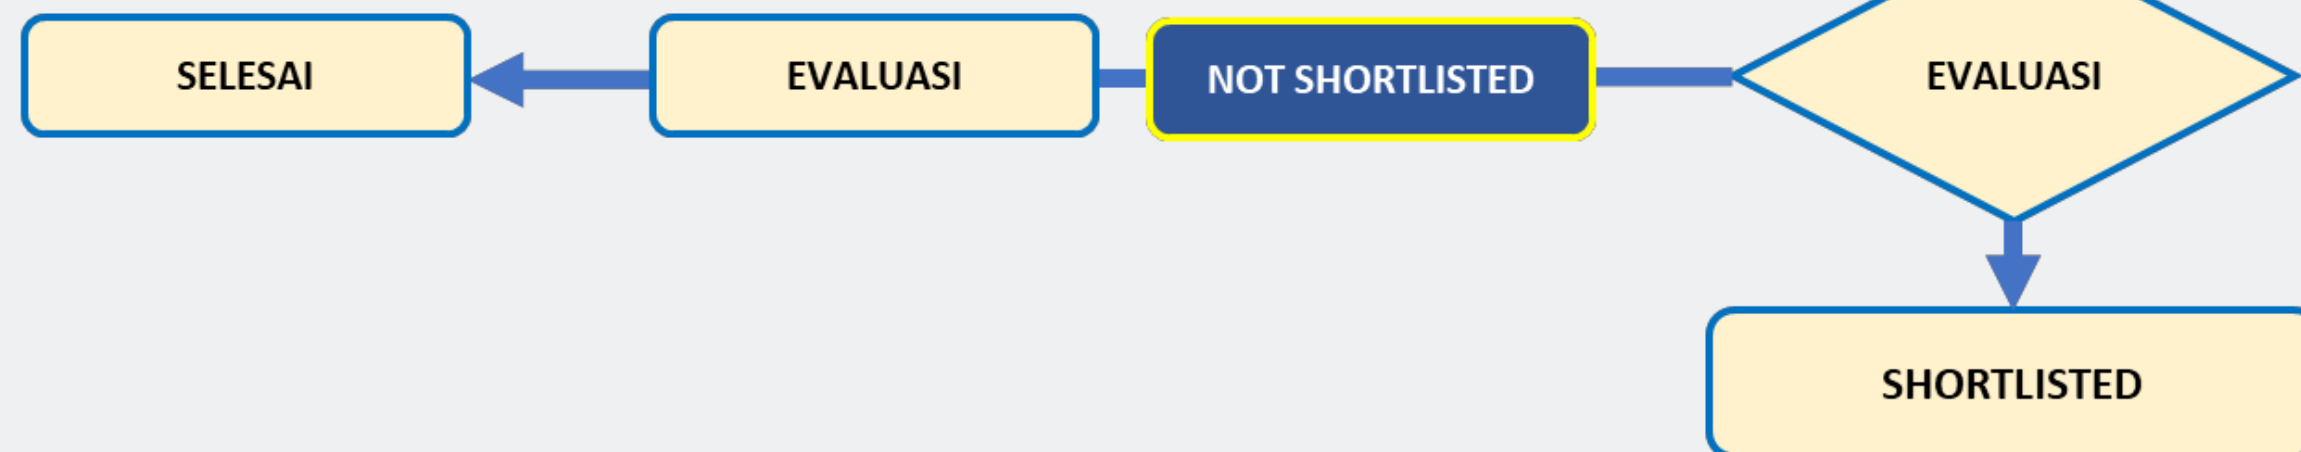 SELESAI
EVALUASI
NOT SHORTLISTED
EVALUASI
SHORTLISTED